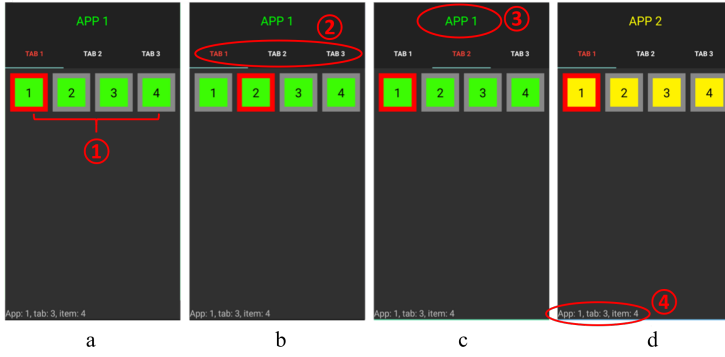 APP 1
TAB 1 TAB 2 TAB 3
1 2 3 4
①
App: 1, tab: 3, item: 4
a
APP 1
②
TAB 1 TAB 2 TAB 3
1 2 3 4
App: 1, tab: 3, item: 4
b
APP 1
③
TAB 1 TAB 2 TAB 3
1 2 3 4
App: 1, tab: 3, item: 4
c
APP 2
TAB 1 TAB 2 TAB 3
1 2 3 4
④
App: 1, tab: 3, item: 4
d